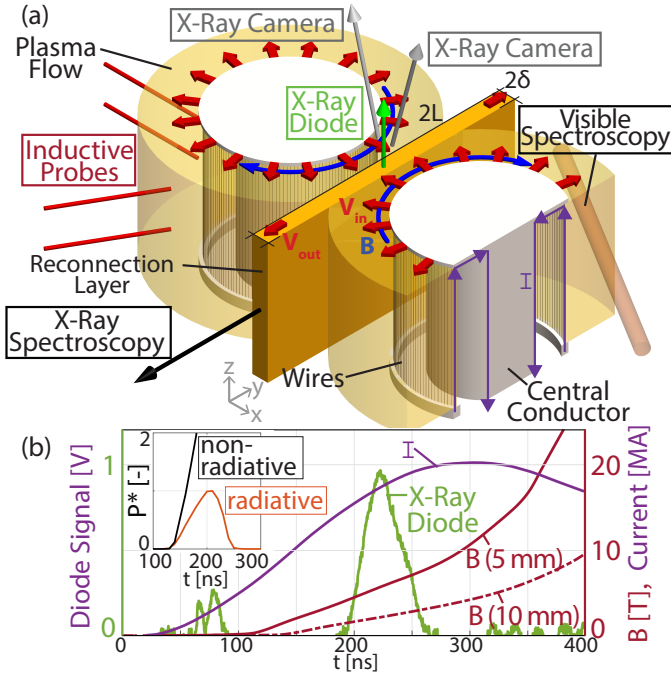 (a)
X-Ray Camera
X-Ray Camera
Plasma
Flow
X-Ray
Diode
2L
2δ
Visible
Spectroscopy
Inductive
Probes
V_in
B
V_out
Reconnection
Layer
I
X-Ray
Spectroscopy
z
y
x
Wires
Central
Conductor
(b)
Diode Signal [V]
1
0
P* [-]
2
0
100
200
300
t [ns]
non-
radiative
radiative
I
X-Ray
Diode
B (5 mm)
B (10 mm)
20
10
0
B [T], Current [MA]
0
100
200
300
400
t [ns]